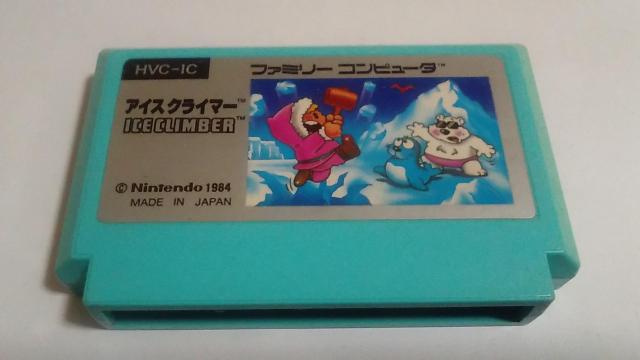 HVC-IC
ファミリー コンピュータ™
アイスクライマー™
ICE CLIMBER™
© Nintendo 1984
MADE IN JAPAN